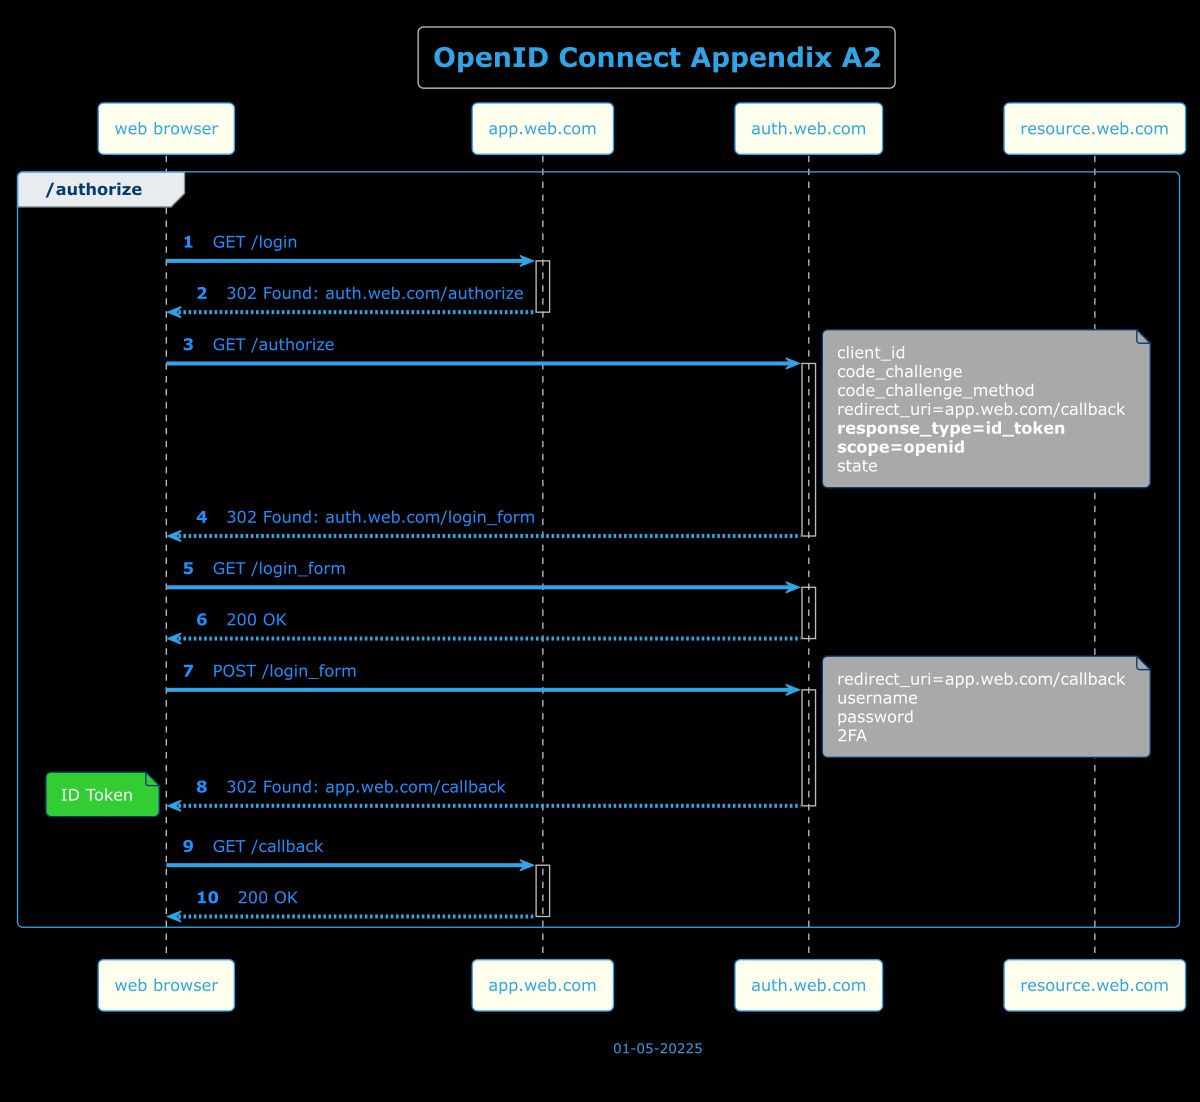 OpenID Connect Appendix A2
web browser
app.web.com
auth.web.com
resource.web.com
/authorize
1 GET /login
2 302 Found: auth.web.com/authorize
3 GET /authorize
client_id
code_challenge
code_challenge_method
redirect_uri=app.web.com/callback
response_type=id_token
scope=openid
state
4 302 Found: auth.web.com/login_form
5 GET /login_form
6 200 OK
7 POST /login_form
redirect_uri=app.web.com/callback
username
password
2FA
ID Token
8 302 Found: app.web.com/callback
9 GET /callback
10 200 OK
web browser
app.web.com
auth.web.com
resource.web.com
01-05-20225